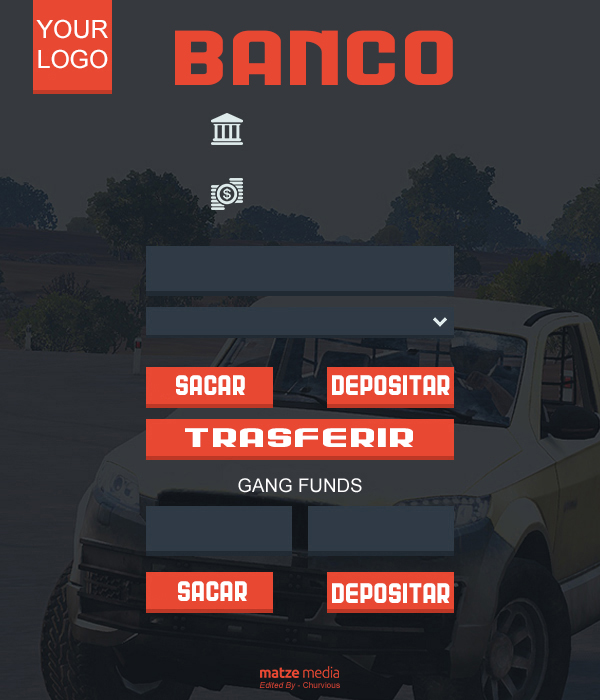 YOUR
LOGO
BANCO
$
SACAR
DEPOSITAR
TRASFERIR
GANG FUNDS
SACAR
DEPOSITAR
matze media
Edited By - Churvious